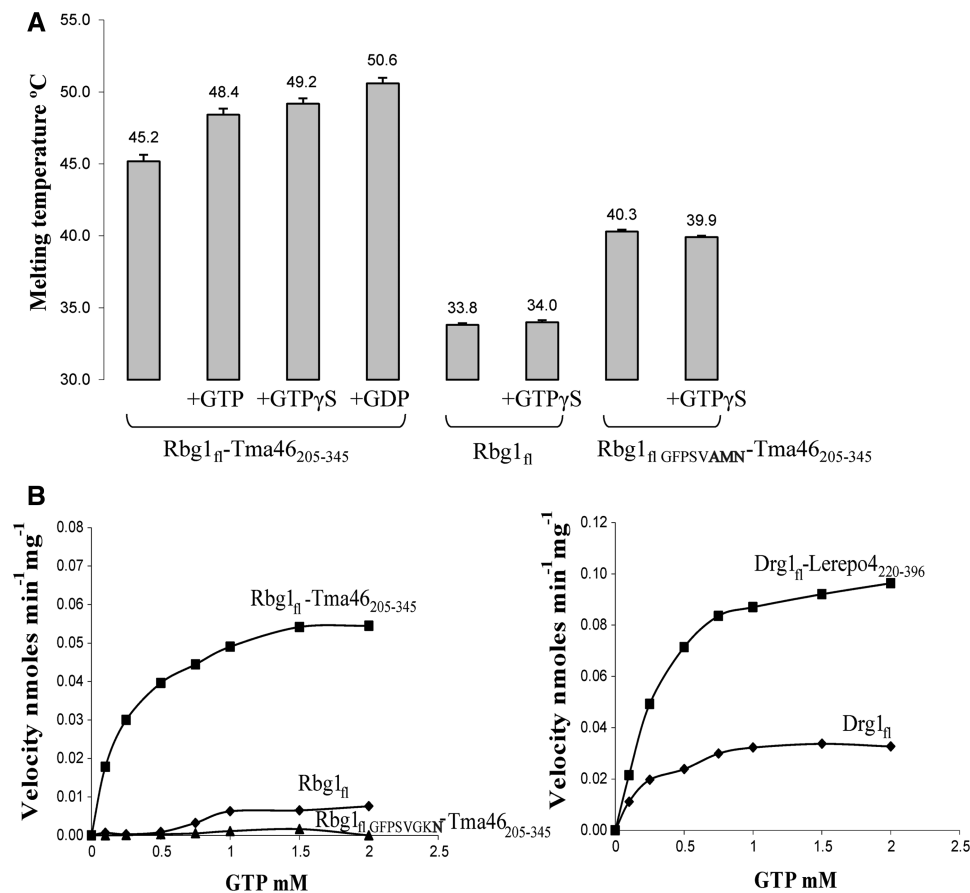 A
Melting temperature ºC
55.0
50.0
45.0
40.0
35.0
30.0
45.2
48.4
49.2
50.6
33.8
34.0
40.3
39.9
+GTP
+GTPγS
+GDP
+GTPγS
+GTPγS
Rbg1fl-Tma46205-345
Rbg1fl
Rbg1fl GFPSVAMN-Tma46205-345
B
Velocity nmoles min-1mg-1
0.08
0.07
0.06
0.05
0.04
0.03
0.02
0.01
0.00
Rbg1fl-Tma46205-345
Rbg1fl
Rbg1fl GFPSVGKN-Tma46205-345
0
0.5
1
1.5
2
2.5
GTP mM
Velocity nmoles min-1mg-1
0.12
0.10
0.08
0.06
0.04
0.02
0.00
Drg1fl-Lerepo4220-396
Drg1fl
0
0.5
1
1.5
2
2.5
GTP mM